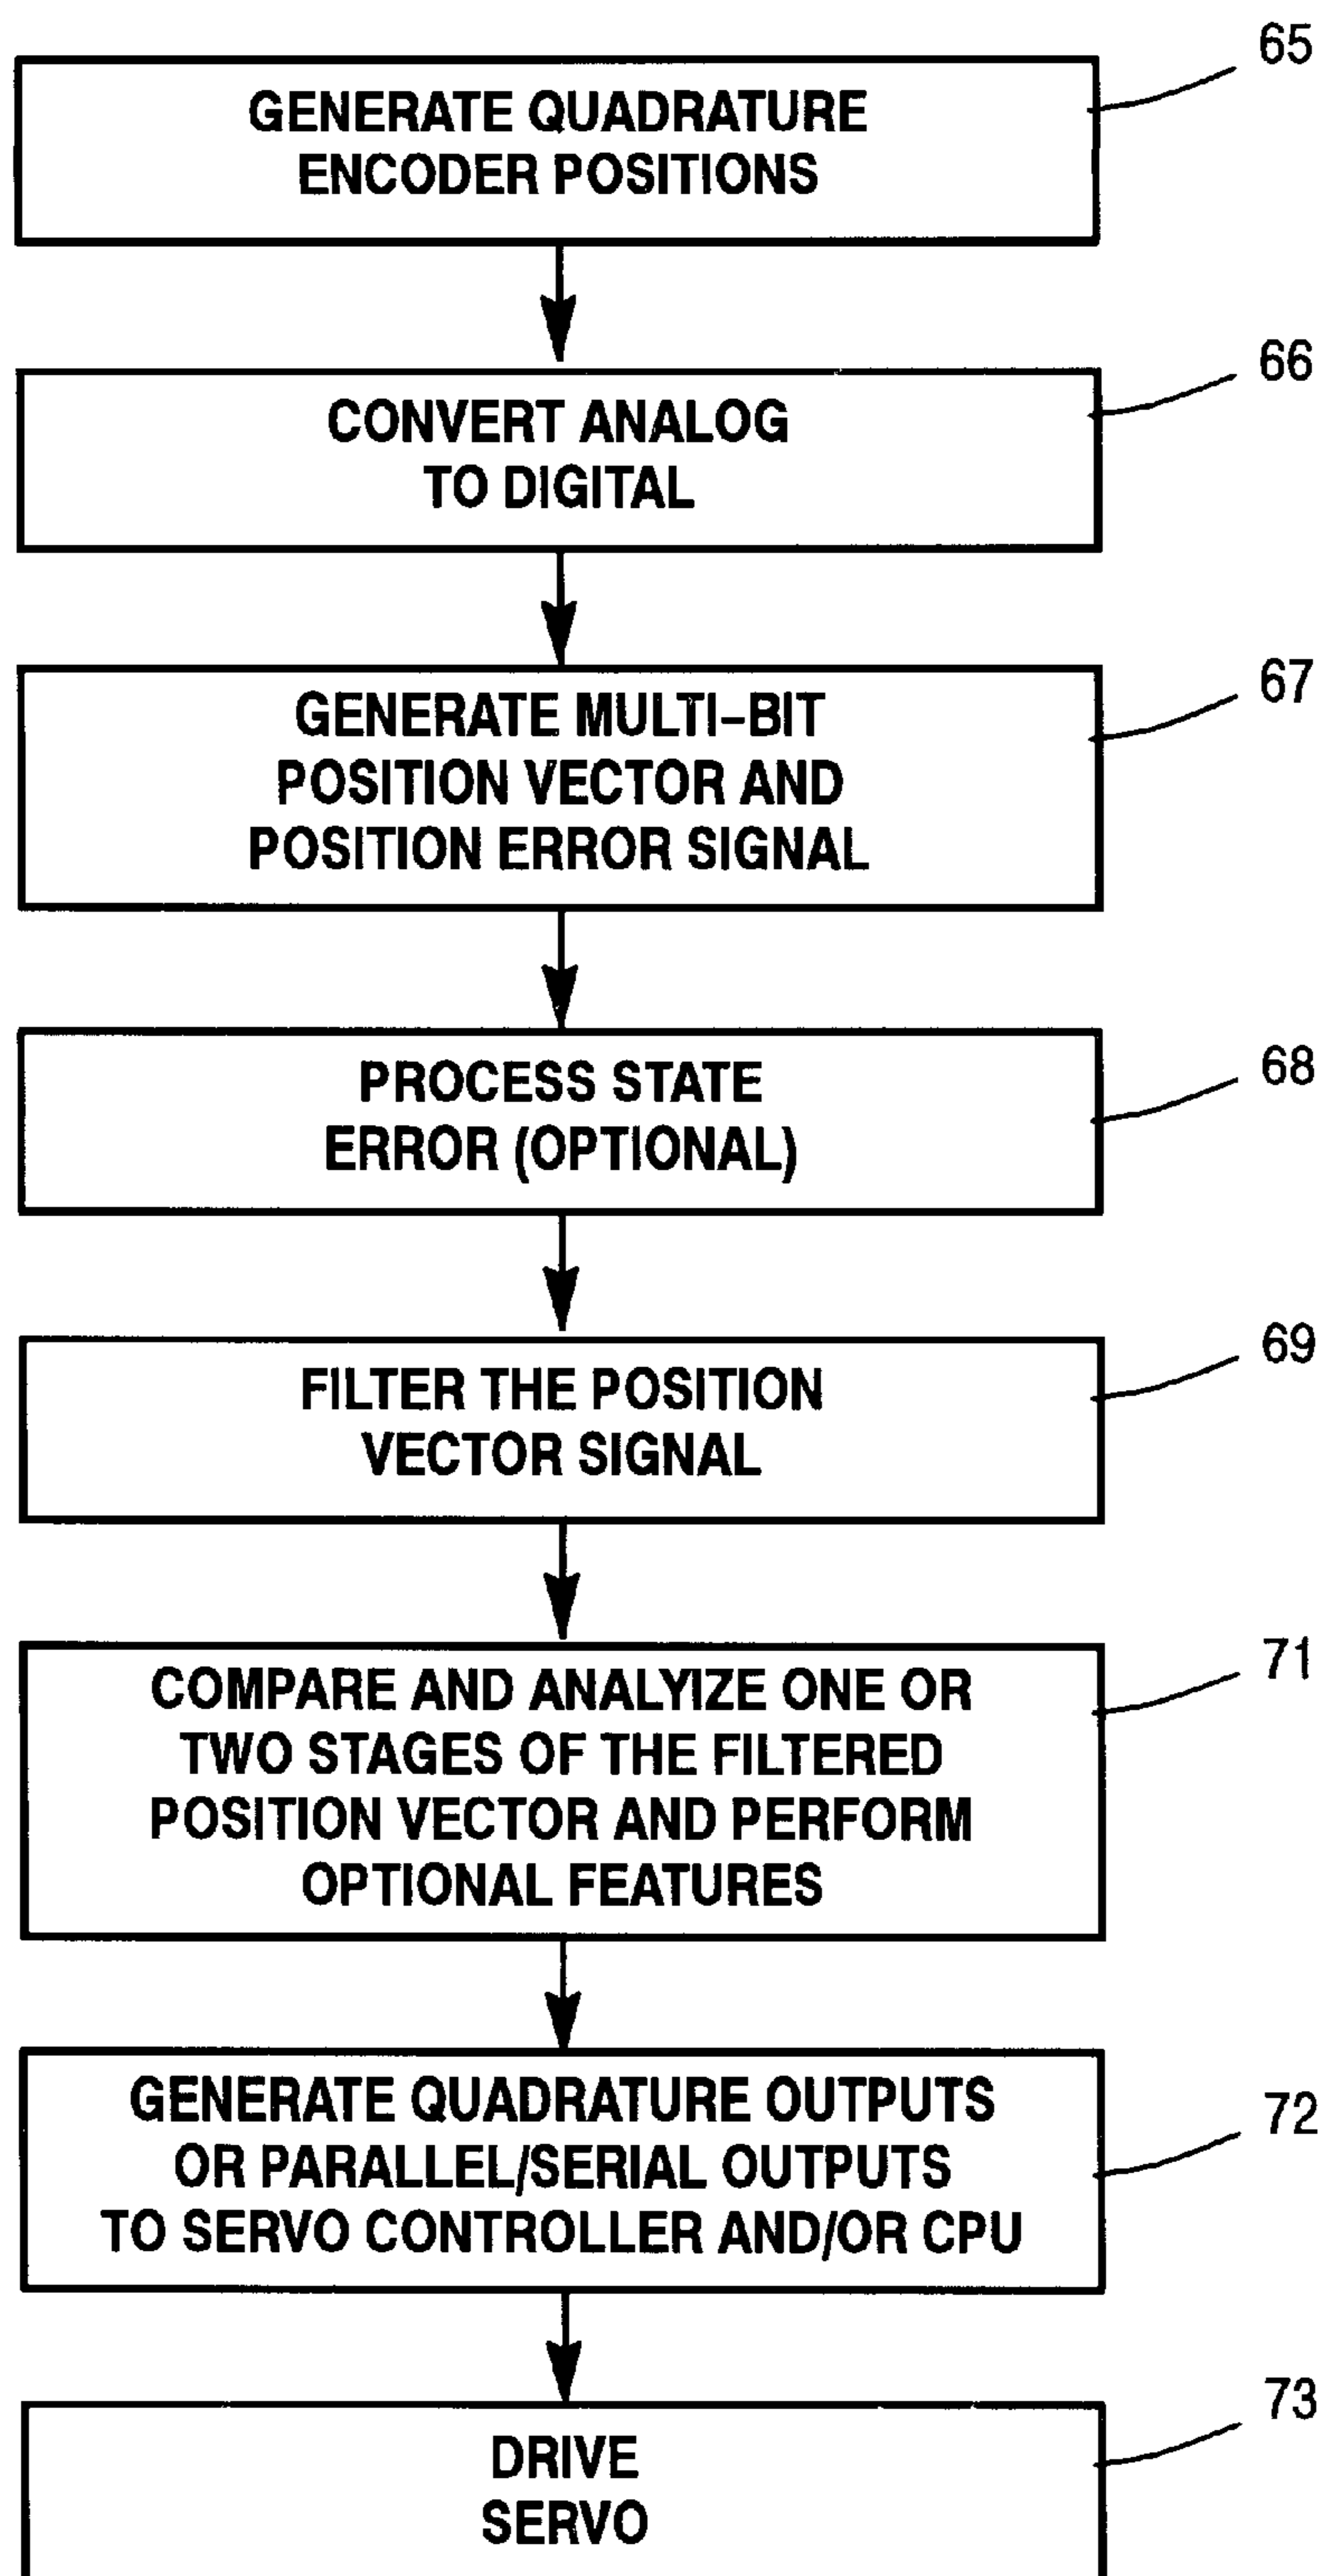 65
GENERATE QUADRATURE
ENCODER POSITIONS
66
CONVERT ANALOG
TO DIGITAL
67
GENERATE MULTI-BIT
POSITION VECTOR AND
POSITION ERROR SIGNAL
68
PROCESS STATE
ERROR (OPTIONAL)
69
FILTER THE POSITION
VECTOR SIGNAL
71
COMPARE AND ANALYIZE ONE OR
TWO STAGES OF THE FILTERED
POSITION VECTOR AND PERFORM
OPTIONAL FEATURES
72
GENERATE QUADRATURE OUTPUTS
OR PARALLEL/SERIAL OUTPUTS
TO SERVO CONTROLLER AND/OR CPU
73
DRIVE
SERVO